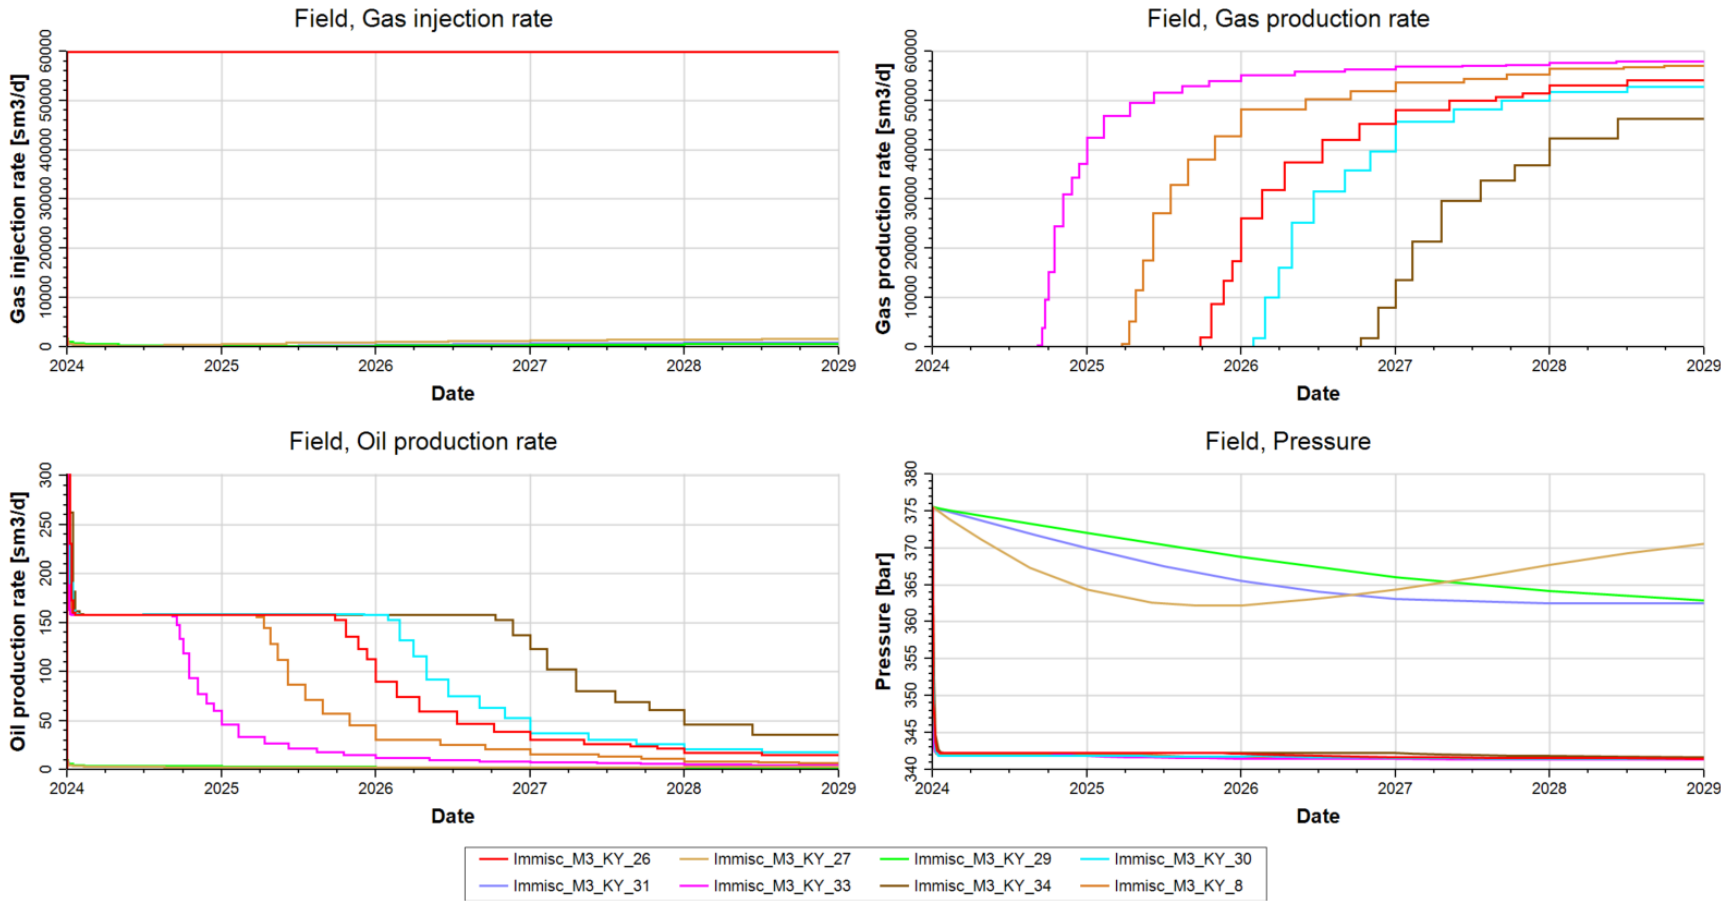 Field, Gas injection rate
Gas injection rate [sm3/d]
60000
50000
40000
30000
20000
10000
0
2024 2025 2026 2027 2028 2029
Date
Field, Gas production rate
Gas production rate [sm3/d]
60000
50000
40000
30000
20000
10000
0
2024 2025 2026 2027 2028 2029
Date
Field, Oil production rate
Oil production rate [sm3/d]
300
250
200
150
100
50
0
2024 2025 2026 2027 2028 2029
Date
Field, Pressure
Pressure [bar]
380
375
370
365
360
355
350
345
340
2024 2025 2026 2027 2028 2029
Date
Immisc_M3_KY_26 Immisc_M3_KY_27 Immisc_M3_KY_29 Immisc_M3_KY_30
Immisc_M3_KY_31 Immisc_M3_KY_33 Immisc_M3_KY_34 Immisc_M3_KY_8